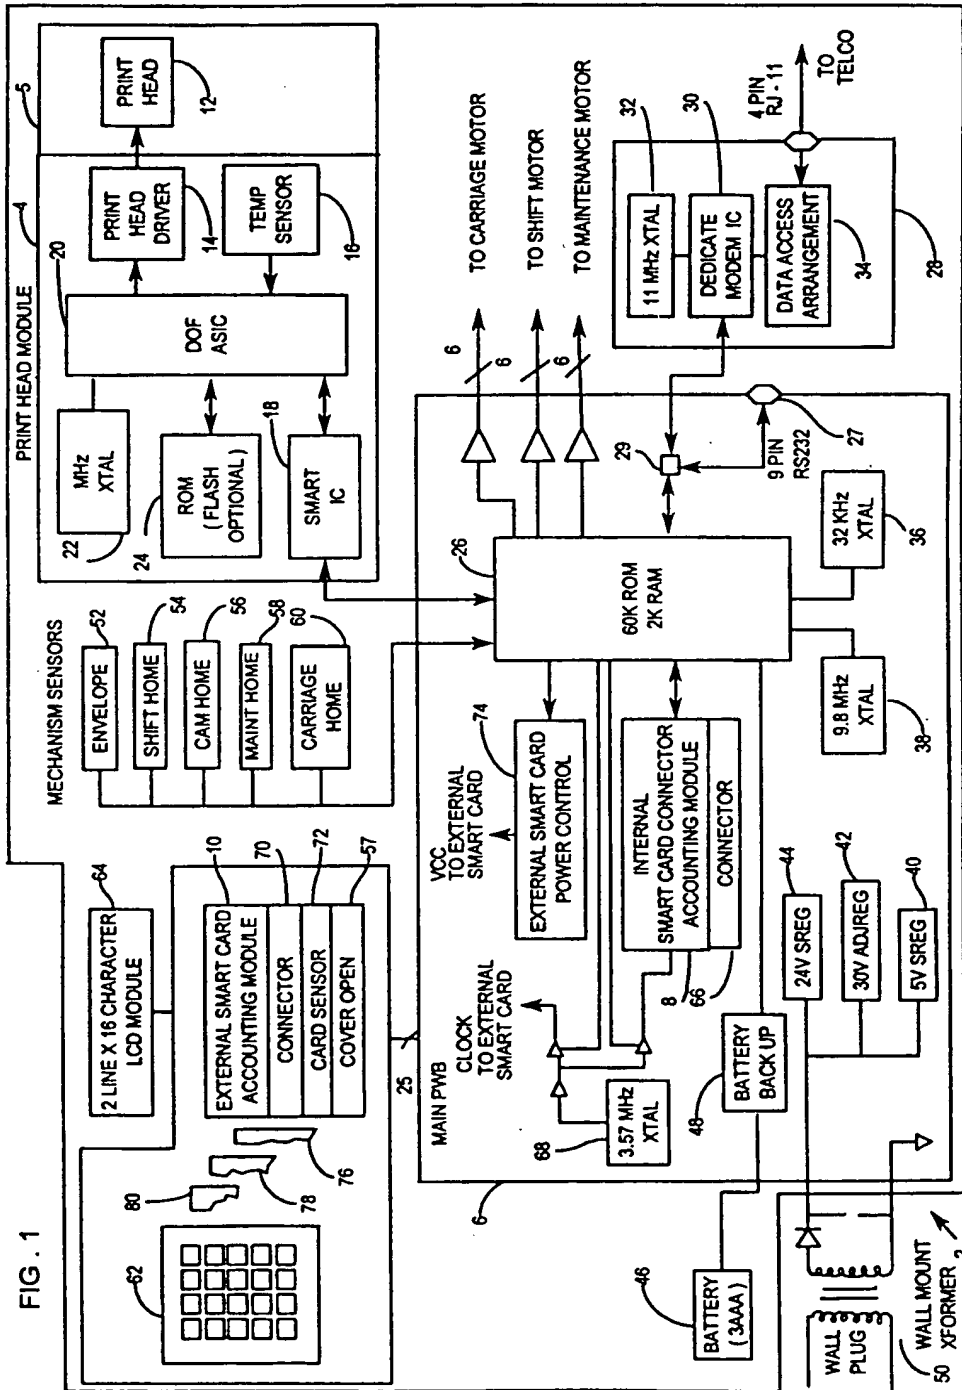 FIG . 1
2 LINE X 16 CHARACTER
LCD MODULE
64
62
80
78
76
EXTERNAL SMART CARD
ACCOUNTING MODULE
10
CONNECTOR
70
CARD SENSOR
72
COVER OPEN
57
25
MECHANISM SENSORS
ENVELOPE
52
SHIFT HOME
54
CAM HOME
56
MAINT HOME
58
CARRIAGE
HOME
60
PRINT HEAD MODULE
4
5
MHz
XTAL
22
ROM
( FLASH
OPTIONAL )
24
SMART
IC
18
DOF
ASIC
20
PRINT
HEAD
DRIVER
14
TEMP
SENSOR
16
PRINT
HEAD
12
MAIN PWB
6
CLOCK
TO EXTERNAL
SMART CARD
VCC
TO EXTERNAL
SMART CARD
EXTERNAL SMART CARD
POWER CONTROL
74
INTERNAL
SMART CARD CONNECTOR
ACCOUNTING MODULE
CONNECTOR
8
66
3.57 MHz
XTAL
68
60K ROM
2K RAM
26
6
TO CARRIAGE MOTOR
6
TO SHIFT MOTOR
6
TO MAINTENANCE MOTOR
29
9 PIN
RS232
27
11 MHz XTAL
32
DEDICATE
MODEM IC
30
DATA ACCESS
ARRANGEMENT
34
28
4 PIN
RJ - 11
TO
TELCO
32 KHz
XTAL
36
9.8 MHz
XTAL
38
BATTERY
BACK UP
48
BATTERY
( 3AAA )
46
24V SREG
44
30V ADJREG
42
5V SREG
40
WALL
PLUG
50
WALL MOUNT
XFORMER
2